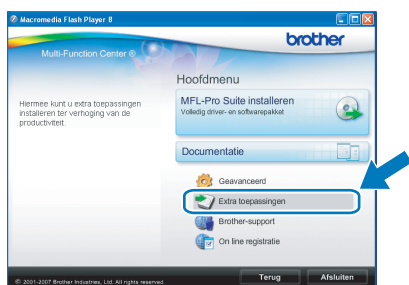 Macromedia Flash Player 8
brother
Multi-Function Center ®
Hoofdmenu
Hiermee kunt u extra toepassingen
installeren ter verhoging van de
productiviteit.
MFL-Pro Suite installeren
Volledig driver- en softwarepakket
Documentatie
Geavanceerd
Extra toepassingen
Brother-support
On line registratie
© 2001-2007 Brother Industries, Ltd. All rights reserved.
Terug
Afsluiten